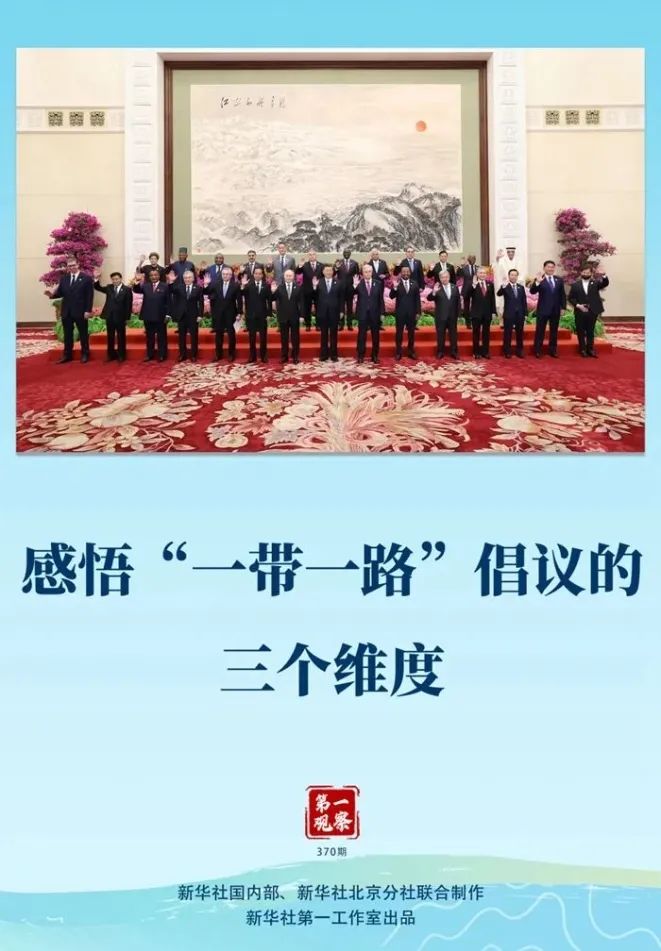 感悟“一带一路”倡议的
三个维度
第一
观察
370期
新华社国内部、新华社北京分社联合制作
新华社第一工作室出品